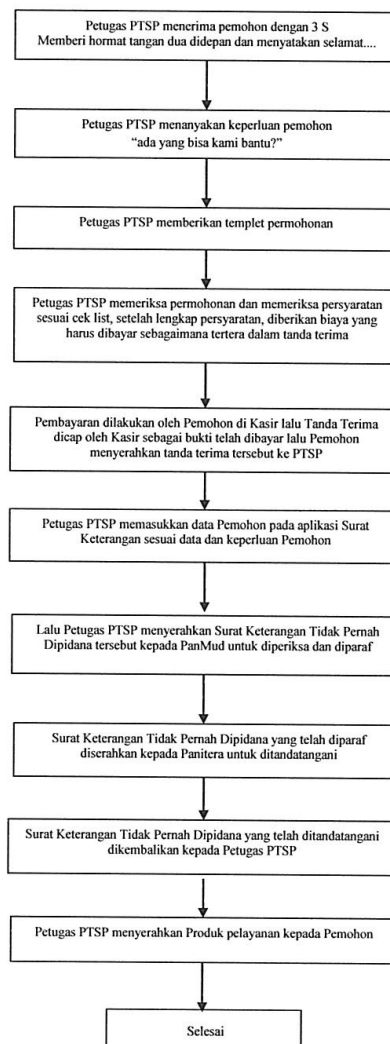 Petugas PTSP menerima pemohon dengan 3 S
Memberi hormat tangan dua didepan dan menyatakan selamat....
Petugas PTSP menanyakan keperluan pemohon
“ada yang bisa kami bantu?”
Petugas PTSP memberikan templet permohonan
Petugas PTSP memeriksa permohonan dan memeriksa persyaratan
sesuai cek list, setelah lengkap persyaratan, diberikan biaya yang
harus dibayar sebagaimana tertera dalam tanda terima
Pembayaran dilakukan oleh Pemohon di Kasir lalu Tanda Terima
dicap oleh Kasir sebagai bukti telah dibayar lalu Pemohon
menyerahkan tanda terima tersebut ke PTSP
Petugas PTSP memasukkan data Pemohon pada aplikasi Surat
Keterangan sesuai data dan keperluan Pemohon
Lalu Petugas PTSP menyerahkan Surat Keterangan Tidak Pernah
Dipidana tersebut kepada PanMud untuk diperiksa dan diparaf
Surat Keterangan Tidak Pernah Dipidana yang telah diparaf
diserahkan kepada Panitera untuk ditandatangani
Surat Keterangan Tidak Pernah Dipidana yang telah ditandatangani
dikembalikan kepada Petugas PTSP
Petugas PTSP menyerahkan Produk pelayanan kepada Pemohon
Selesai